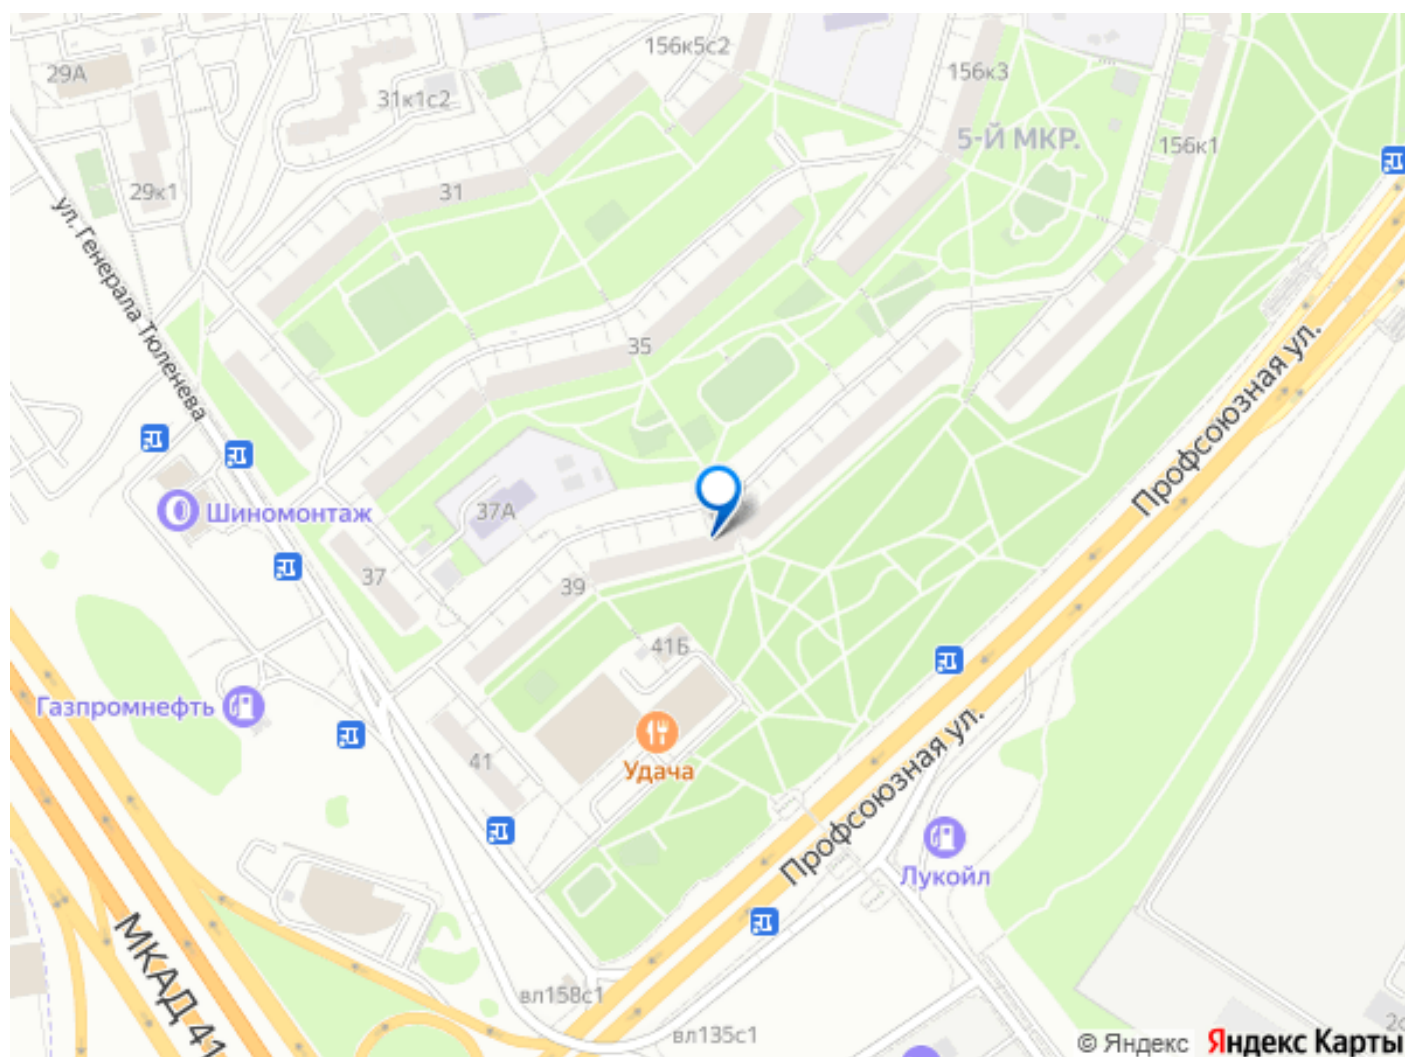 156к5с2
29А
156к3
31к1с2
5-Й МКР.
156к1
29к1
31
ул. Генерала Тюленева
35
Профсоюзная ул.
Шиномонтаж
37А
37
39
41Б
Газпромнефть
41
Удача
Профсоюзная ул.
Лукойл
МКАД 41
вл158с1
вл135с1
© Яндекс Яндекс Карты